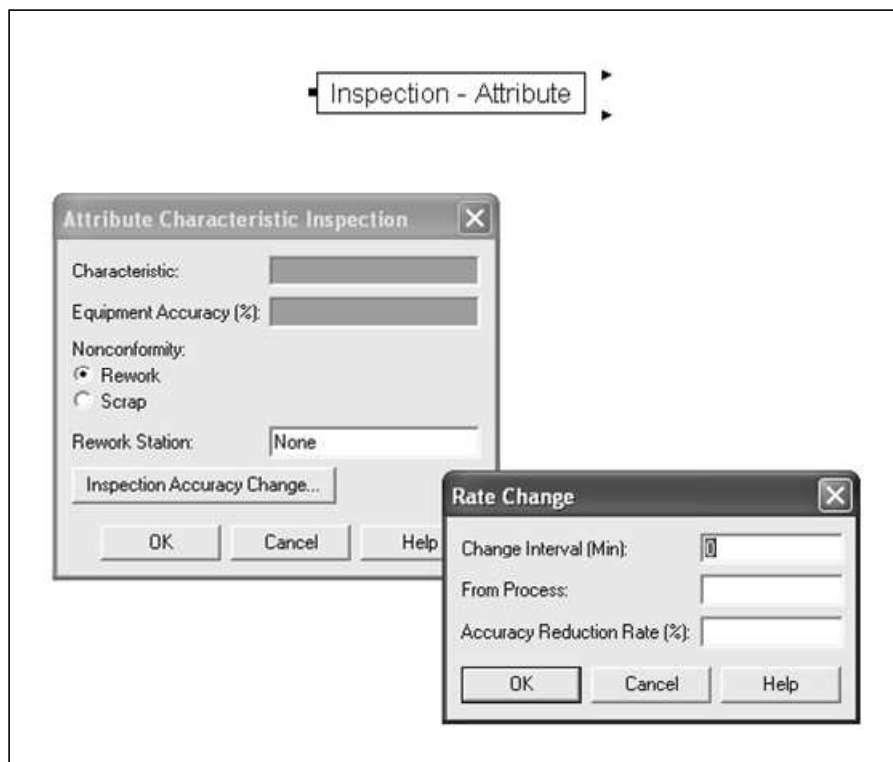 Inspection - Attribute
Attribute Characteristic Inspection
Characteristic:
Equipment Accuracy (%):
Nonconformity:
Rework
Scrap
Rework Station: None
Inspection Accuracy Change...
OK Cancel Help
Rate Change
Change Interval (Min): 0
From Process:
Accuracy Reduction Rate (%):
OK Cancel Help